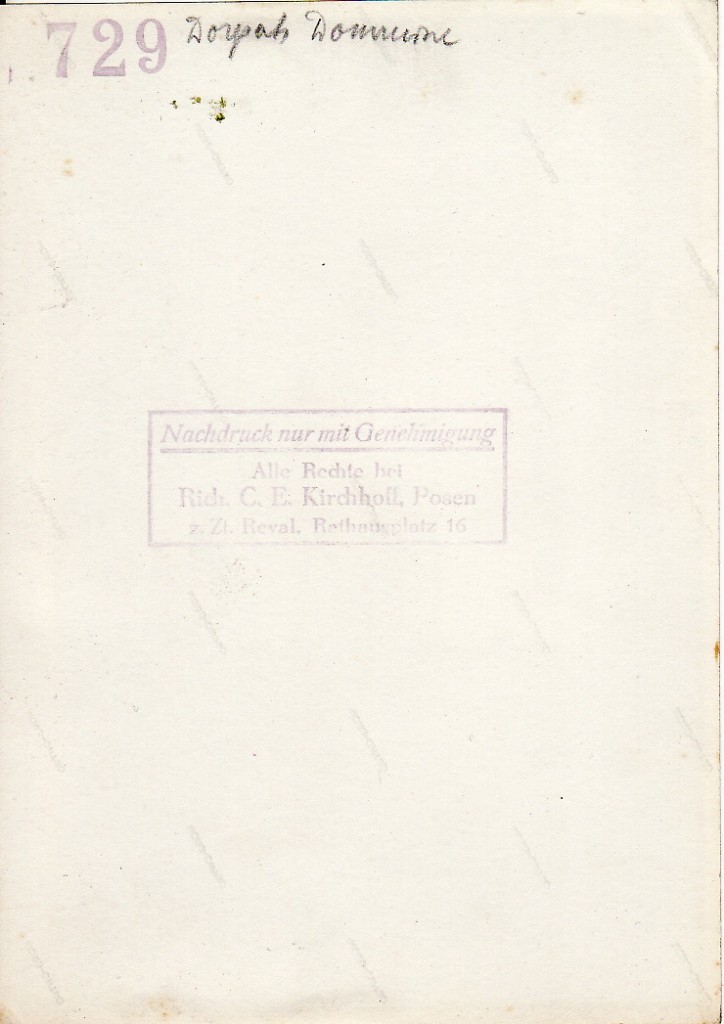 729 Dorpat Domruine
Nachdruck nur mit Genehmigung
Alle Rechte bei
Rich. C. E. Kirchhoff, Posen
z. Zt. Reval, Rathausplatz 16